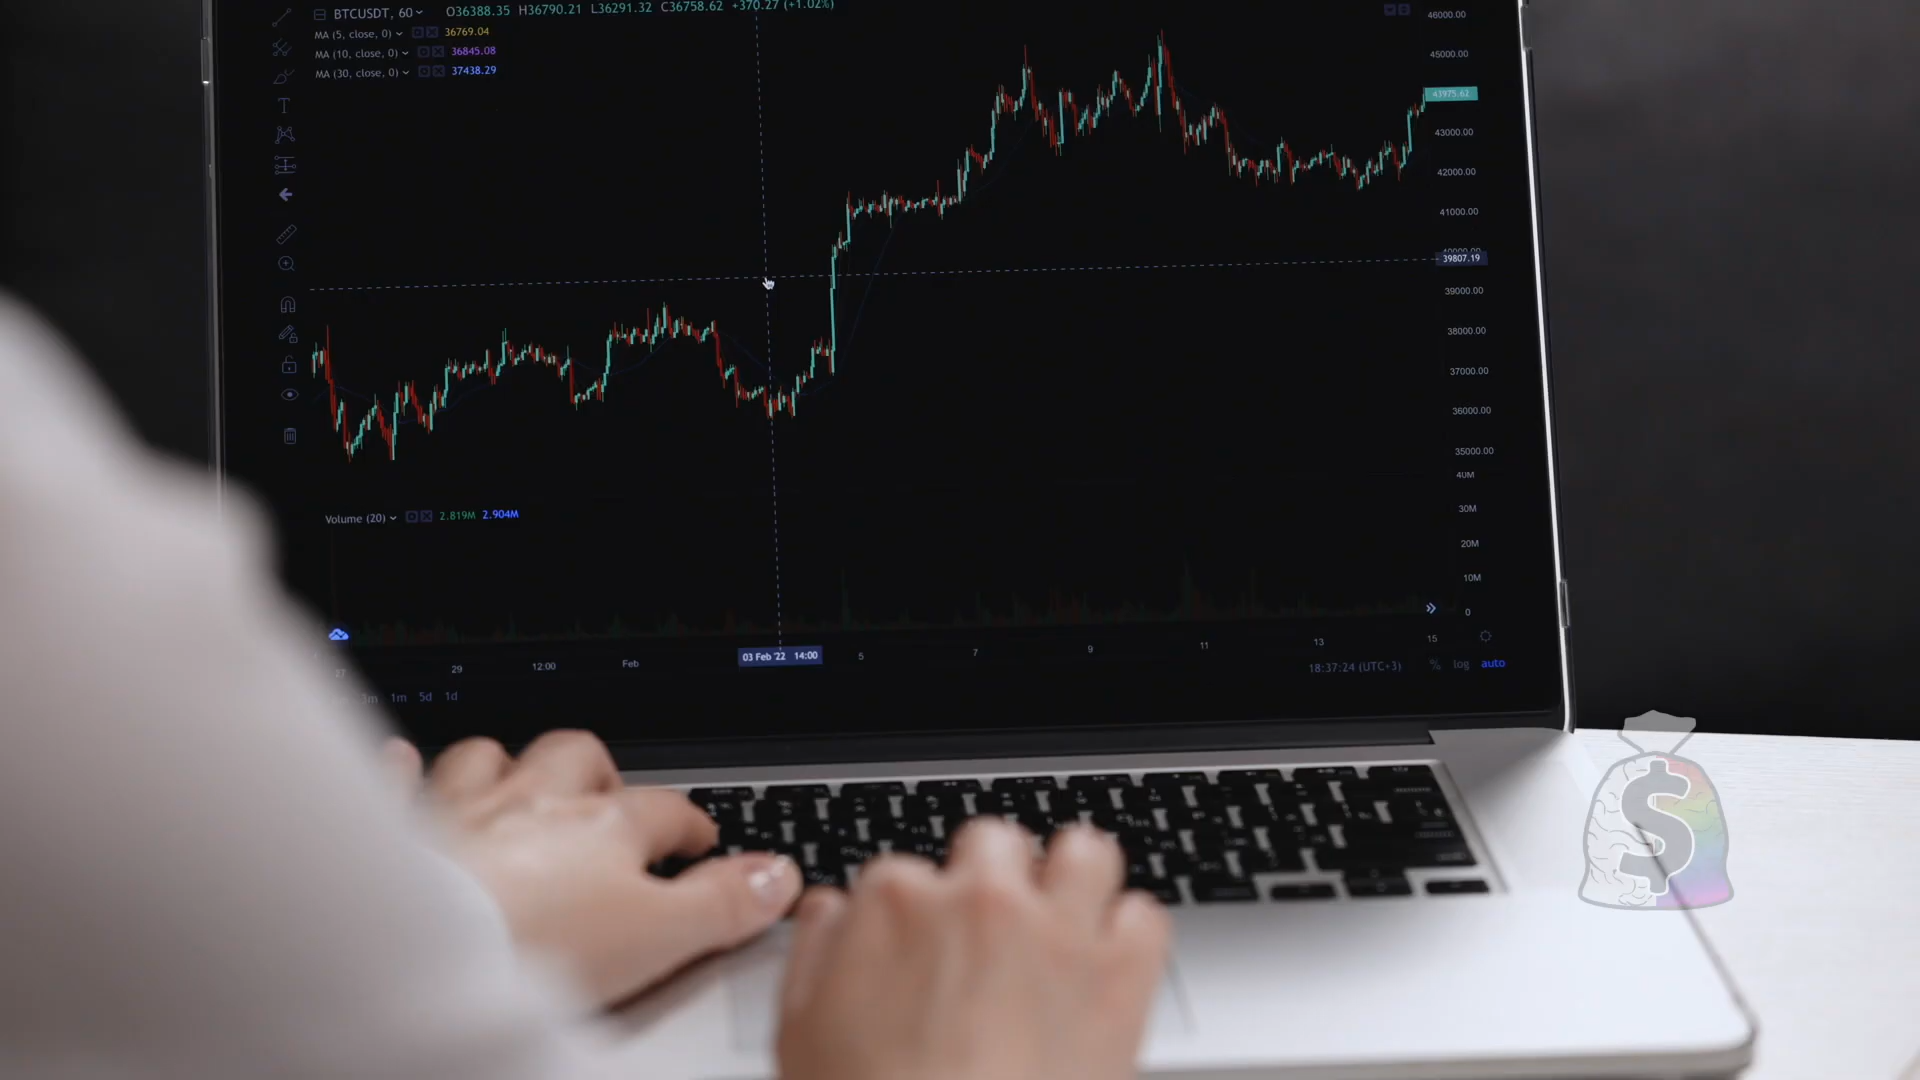 BTCUSDT, 60 O36388.35 H36790.21 L36291.32 C36758.62 +370.27 (+1.02%)
MA (5, close, 0) 36769.04
MA (10, close, 0) 36845.08
MA (30, close, 0) 37438.29
T
46000.00
45000.00
43975.62
43000.00
42000.00
41000.00
40000.00
39807.19
39000.00
38000.00
37000.00
36000.00
35000.00
40M
Volume (20) 2.819M 2.904M
30M
20M
10M
0
27 29 12:00 Feb 03 Feb '22 14:00 5 7 9 11 13 15
3m 1m 5d 1d
18:37:24 (UTC+3) % log auto
$